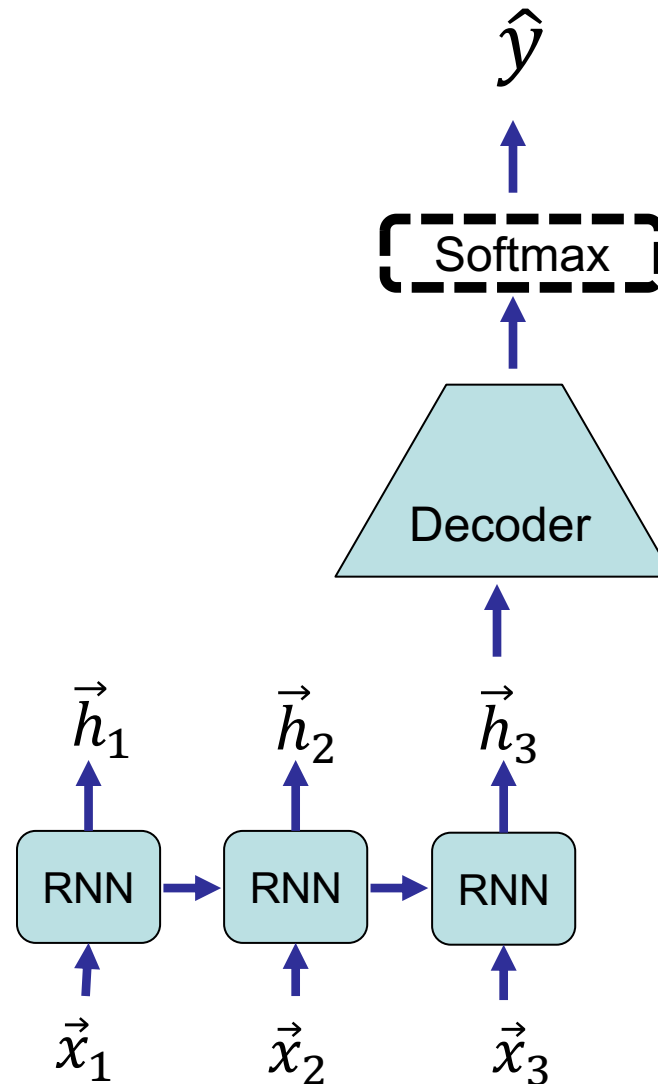 ŷ
Softmax
Decoder
h⃗₁ h⃗₂ h⃗₃
RNN RNN RNN
x⃗₁ x⃗₂ x⃗₃